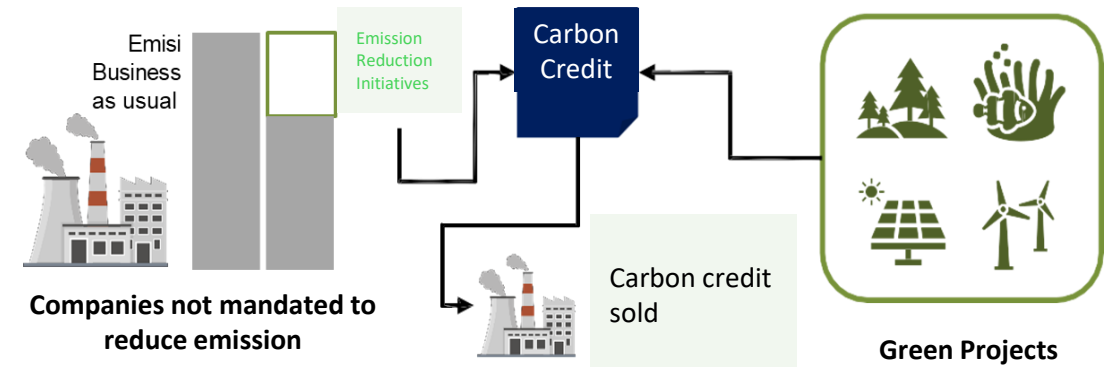 Emisi
Business
as usual
Emission
Reduction
Initiatives
Carbon
Credit
Companies not mandated to
reduce emission
Carbon credit
sold
Green Projects